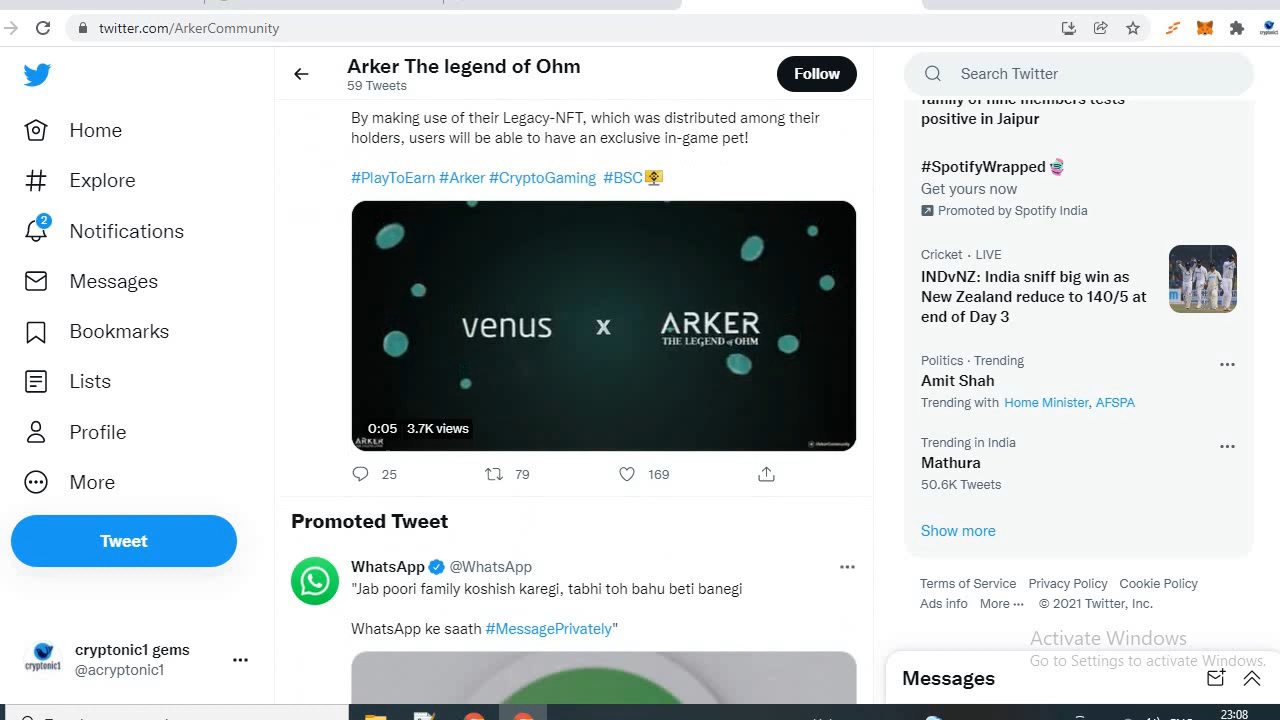 twitter.com/ArkerCommunity
Home
Explore
2
Notifications
Messages
Bookmarks
Lists
Profile
More
Tweet
cryptonic1 gems
@acryptonic1
Arker The legend of Ohm
59 Tweets
Follow
By making use of their Legacy-NFT, which was distributed among their
holders, users will be able to have an exclusive in-game pet!
#PlayToEarn #Arker #CryptoGaming #BSC
venus x ARKER
THE LEGEND of OHM
0:05 3.7K views
ARKER
25 79 169
Promoted Tweet
WhatsApp @WhatsApp
"Jab poori family koshish karegi, tabhi toh bahu beti banegi
WhatsApp ke saath #MessagePrivately"
Search Twitter
family of nine members tests
positive in Jaipur
#SpotifyWrapped
Get yours now
Promoted by Spotify India
Cricket · LIVE
INDvNZ: India sniff big win as
New Zealand reduce to 140/5 at
end of Day 3
Politics · Trending
Amit Shah
Trending with Home Minister, AFSPA
Trending in India
Mathura
50.6K Tweets
Show more
Terms of Service Privacy Policy Cookie Policy
Ads info More ··· © 2021 Twitter, Inc.
Activate Windows
Go to Settings to activate Windows.
Messages
23:08